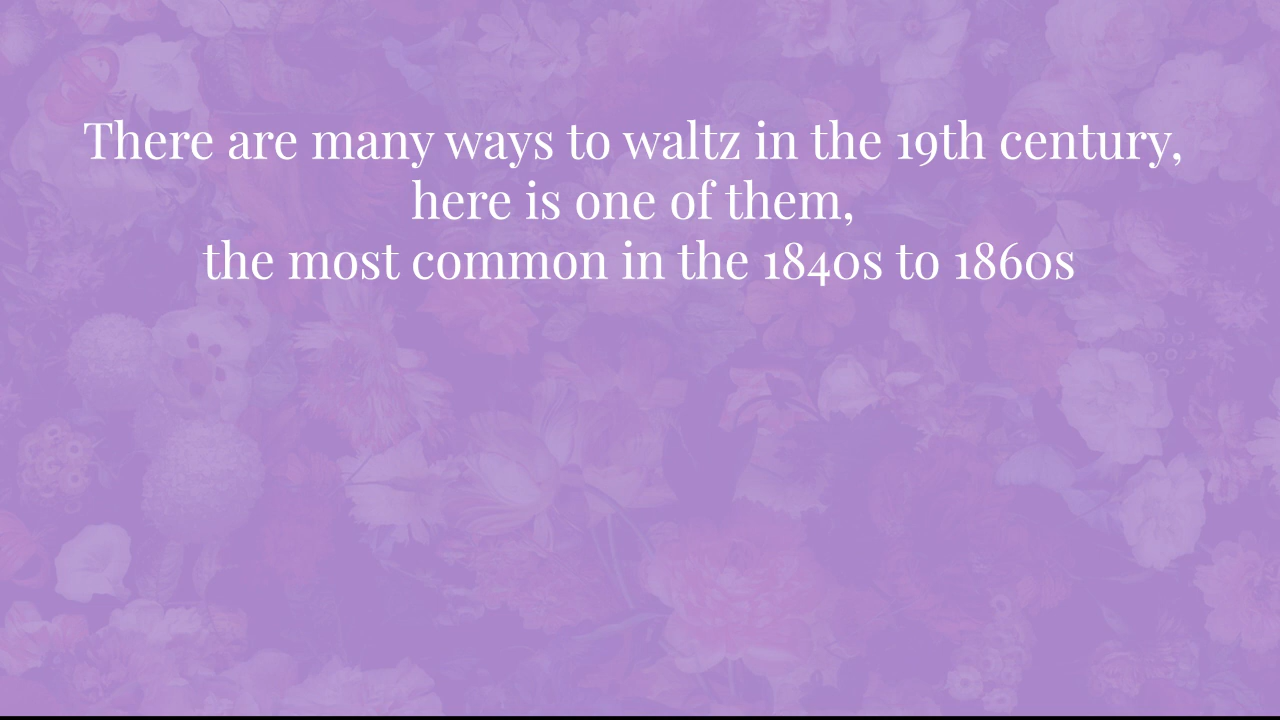 There are many ways to waltz in the 19th century,
here is one of them,
the most common in the 1840s to 1860s